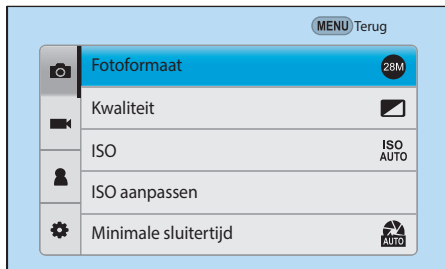 MENU Terug
Fotoformaat 28M
Kwaliteit
ISO ISO AUTO
ISO aanpassen
Minimale sluitertijd AUTO